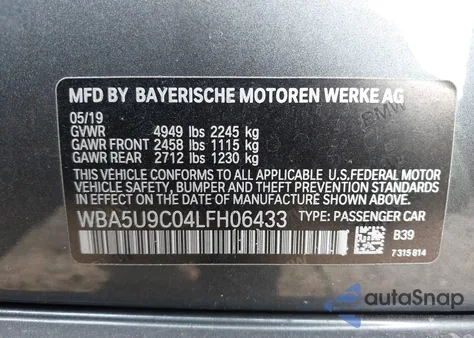 MFD BY BAYERISCHE MOTOREN WERKE AG
05/19
GVWR 4949 lbs 2245 kg
GAWR FRONT 2458 lbs 1115 kg
GAWR REAR 2712 lbs 1230 kg
THIS VEHICLE CONFORMS TO ALL APPLICABLE U.S.FEDERAL MOTOR
VEHICLE SAFETY, BUMPER AND THEFT PREVENTION STANDARDS
IN EFFECT ON THE DATE OF MANUFACTURE SHOWN ABOVE.
WBA5U9C04LFH06433 TYPE: PASSENGER CAR
B39
7315814
autoSnap